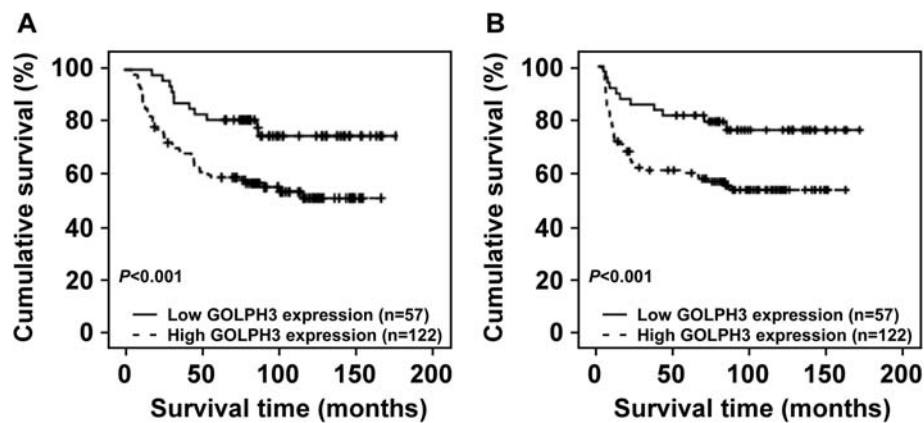 A
Cumulative survival (%)
100
80
60
40
20
0
P<0.001
Low GOLPH3 expression (n=57)
High GOLPH3 expression (n=122)
0 50 100 150 200
Survival time (months)
B
Cumulative survival (%)
100
80
60
40
20
0
P<0.001
Low GOLPH3 expression (n=57)
High GOLPH3 expression (n=122)
0 50 100 150 200
Survival time (months)